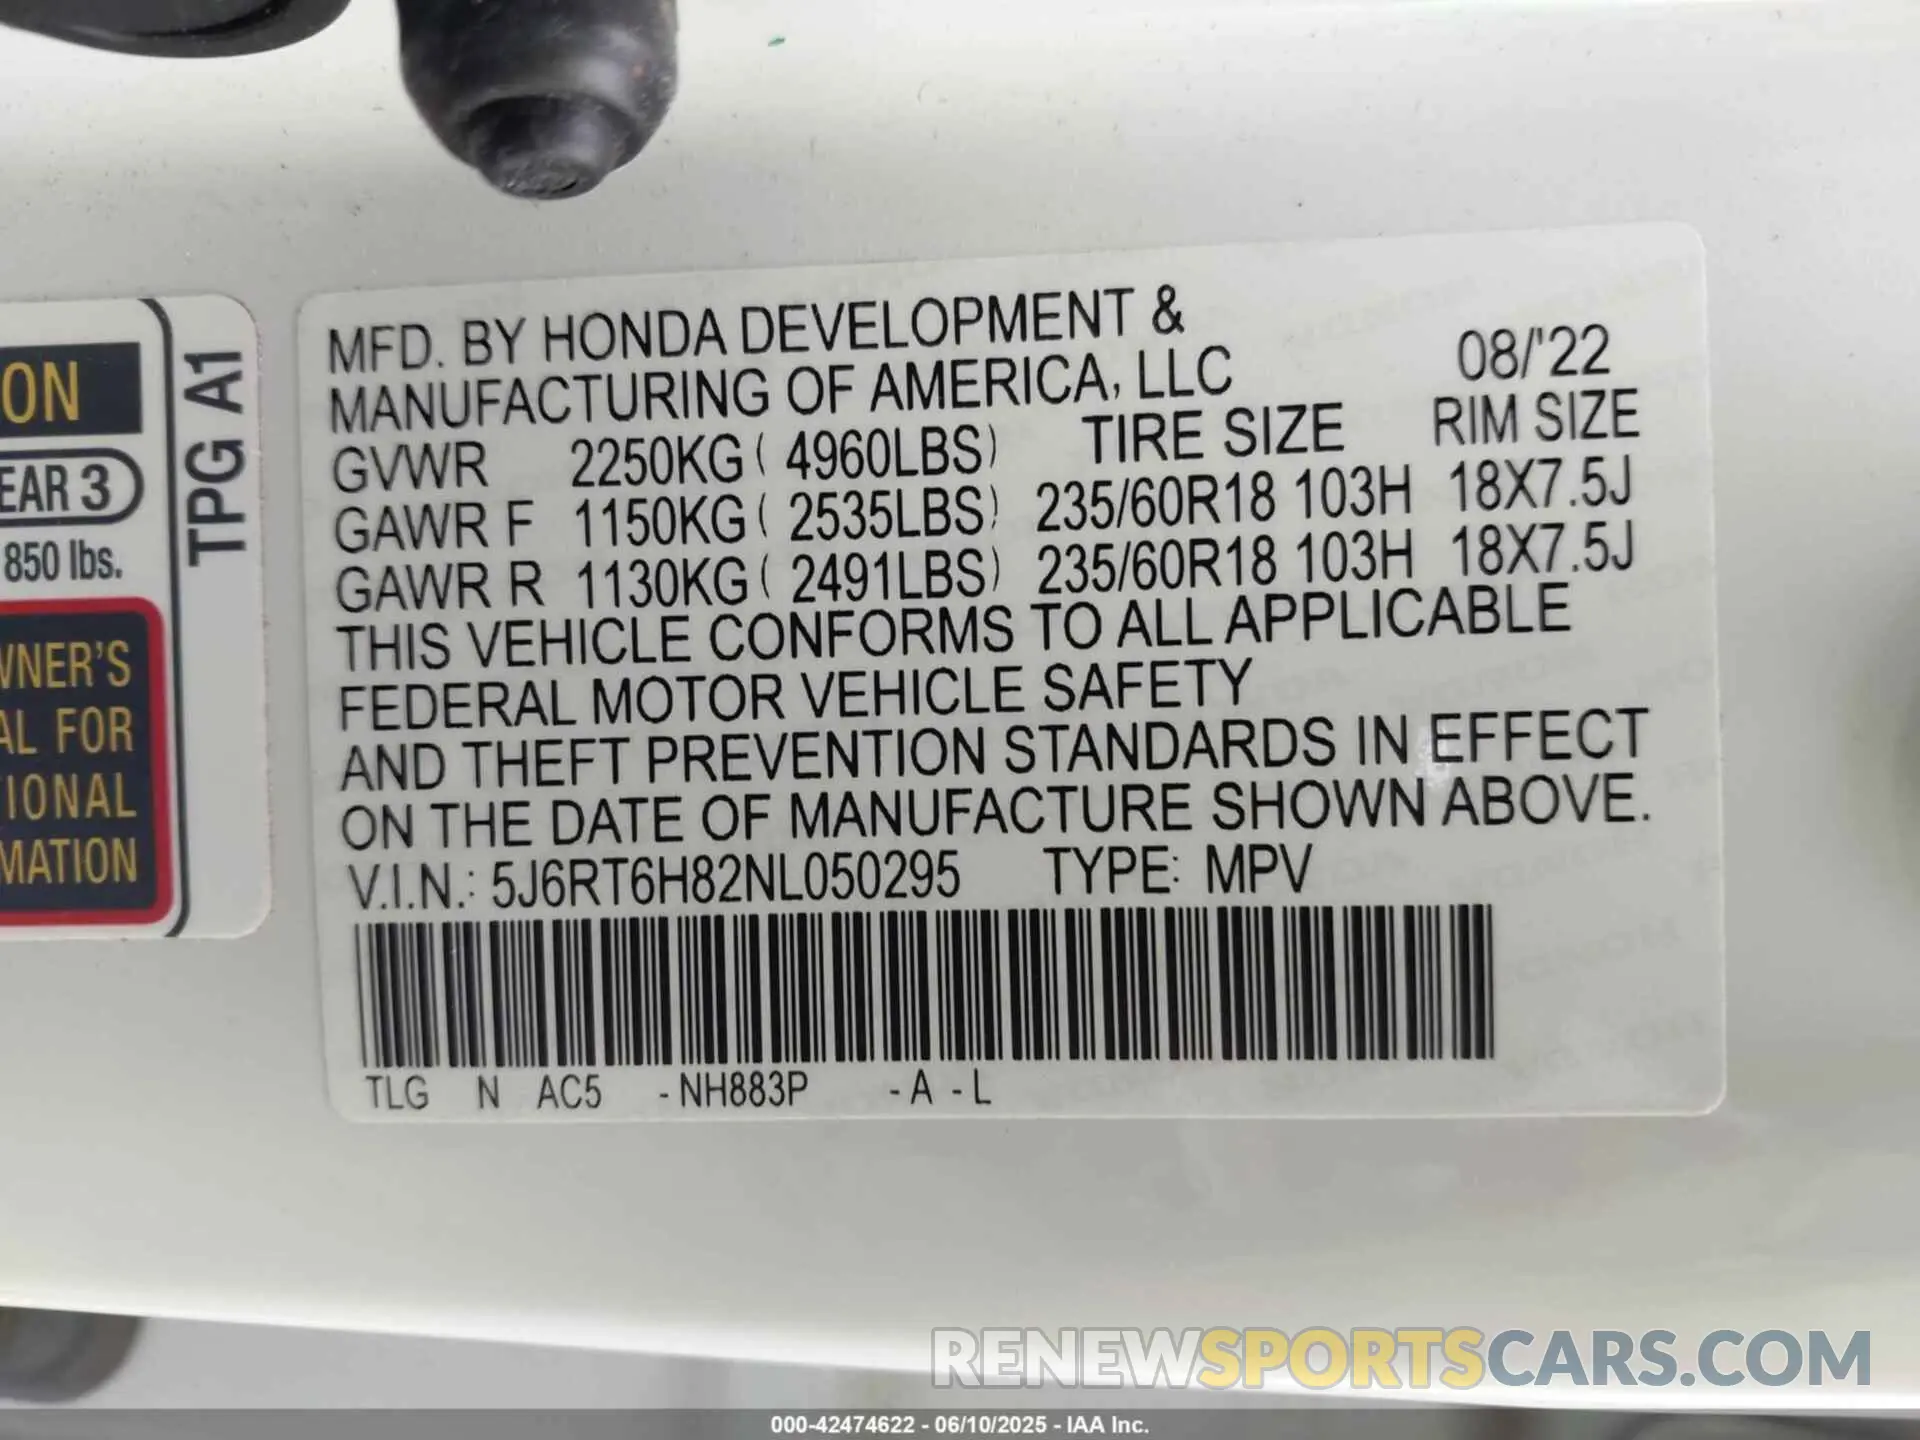 ON
EAR 3
850 lbs.
WNER'S
AL FOR
TIONAL
MATION
TPG A1
MFD. BY HONDA DEVELOPMENT &
MANUFACTURING OF AMERICA, LLC 08/'22
GVWR 2250KG ( 4960LBS) TIRE SIZE RIM SIZE
GAWR F 1150KG ( 2535LBS) 235/60R18 103H 18X7.5J
GAWR R 1130KG ( 2491LBS) 235/60R18 103H 18X7.5J
THIS VEHICLE CONFORMS TO ALL APPLICABLE
FEDERAL MOTOR VEHICLE SAFETY
AND THEFT PREVENTION STANDARDS IN EFFECT
ON THE DATE OF MANUFACTURE SHOWN ABOVE.
V.I.N.: 5J6RT6H82NL050295 TYPE: MPV
TLG N AC5 - NH883P - A - L
RENEWSPORTSCARS.COM
000-42474622 - 06/10/2025 - IAA Inc.